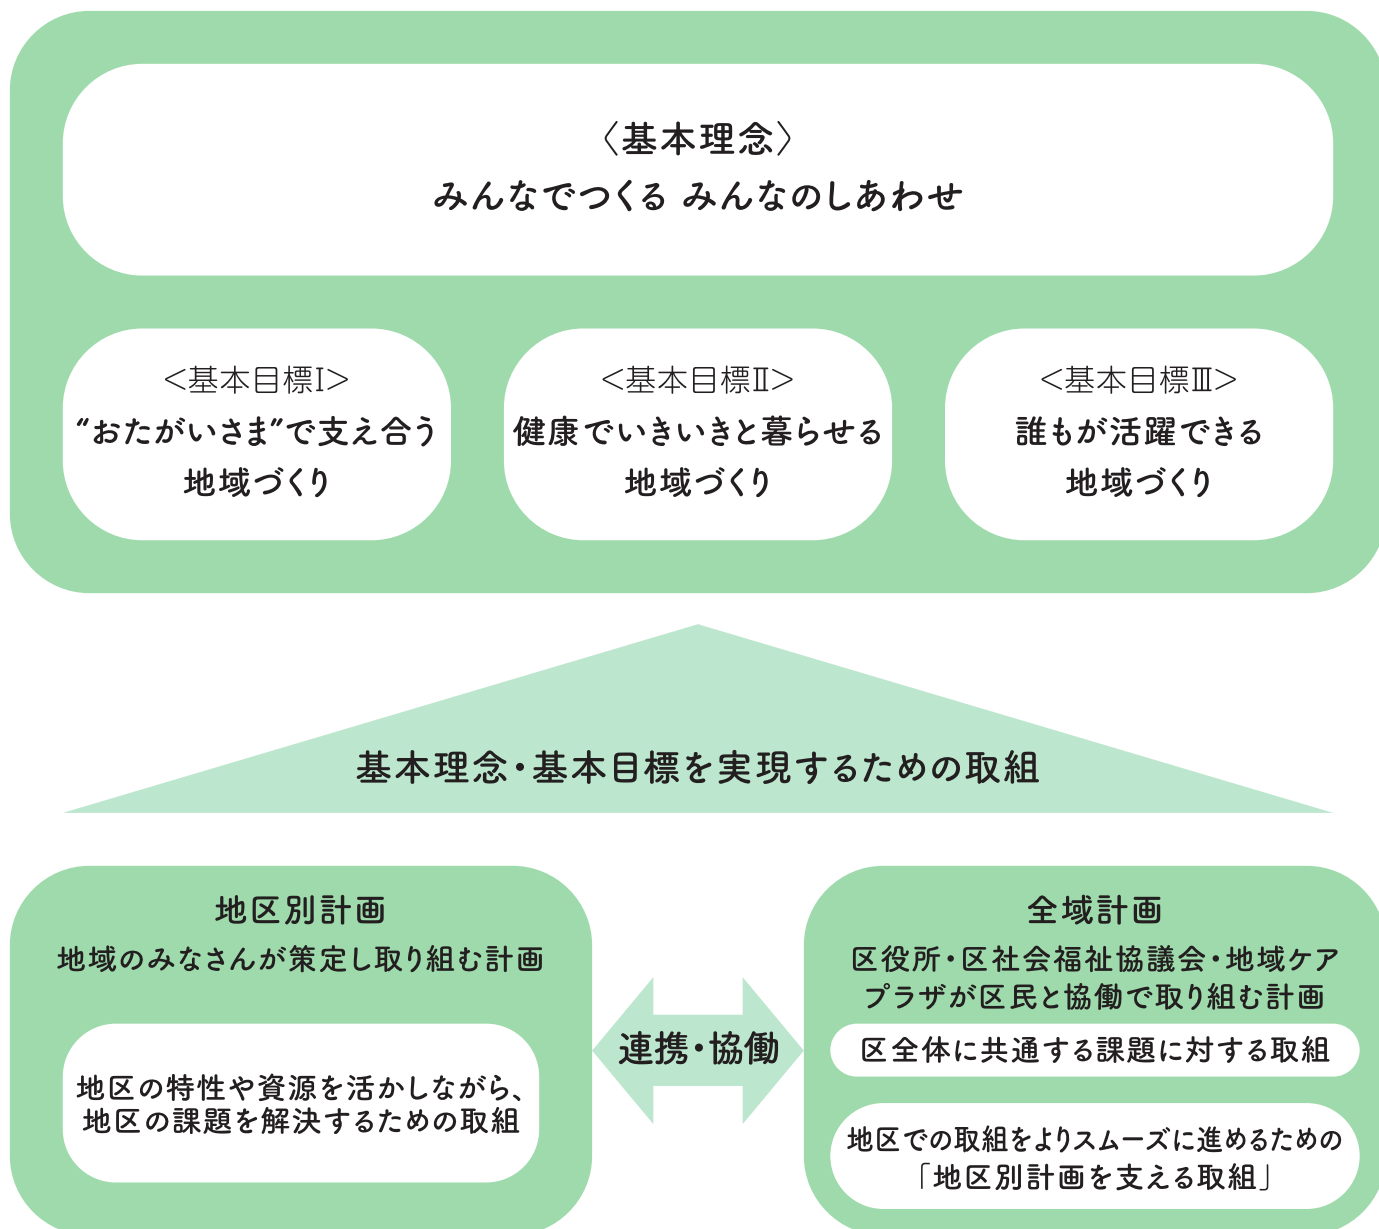 〈基本理念〉
みんなでつくる みんなのしあわせ
<基本目標Ⅰ>
“おたがいさま”で支え合う
地域づくり
<基本目標Ⅱ>
健康でいきいきと暮らせる
地域づくり
<基本目標Ⅲ>
誰もが活躍できる
地域づくり
基本理念・基本目標を実現するための取組
地区別計画
地域のみなさんが策定し取り組む計画
地区の特性や資源を活かしながら、
地区の課題を解決するための取組
連携・協働
全域計画
区役所・区社会福祉協議会・地域ケア
プラザが区民と協働で取り組む計画
区全体に共通する課題に対する取組
地区での取組をよりスムーズに進めるための
「地区別計画を支える取組」